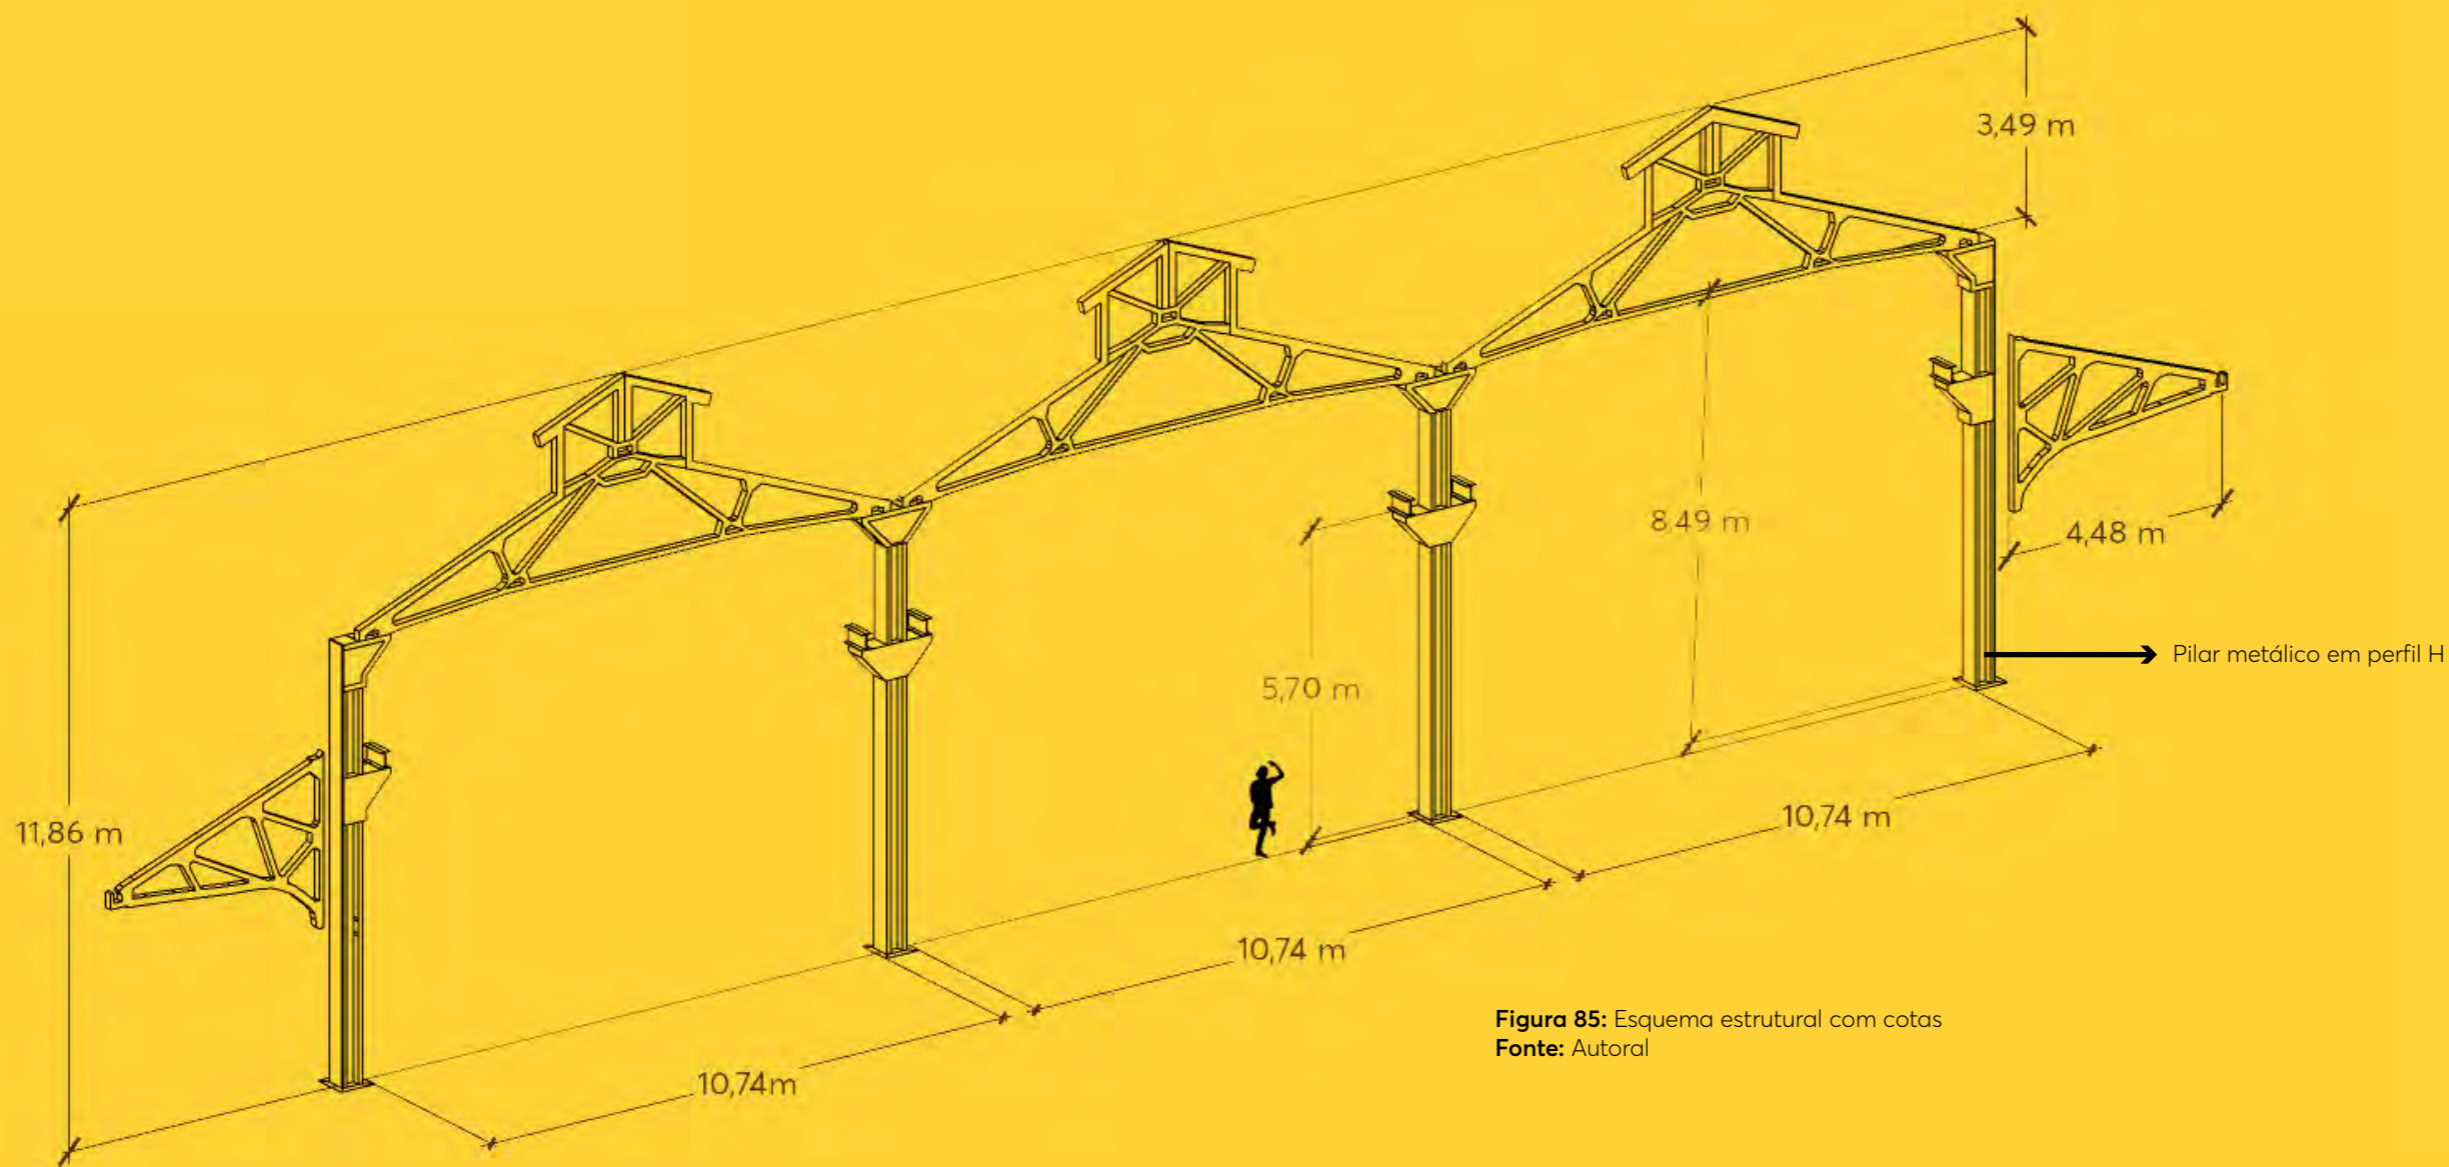 3,49 m
8,49 m
4,48 m
Pilar metálico em perfil H
5,70 m
11,86 m
10,74 m
10,74 m
10,74m
Figura 85: Esquema estrutural com cotas
Fonte: Autoral